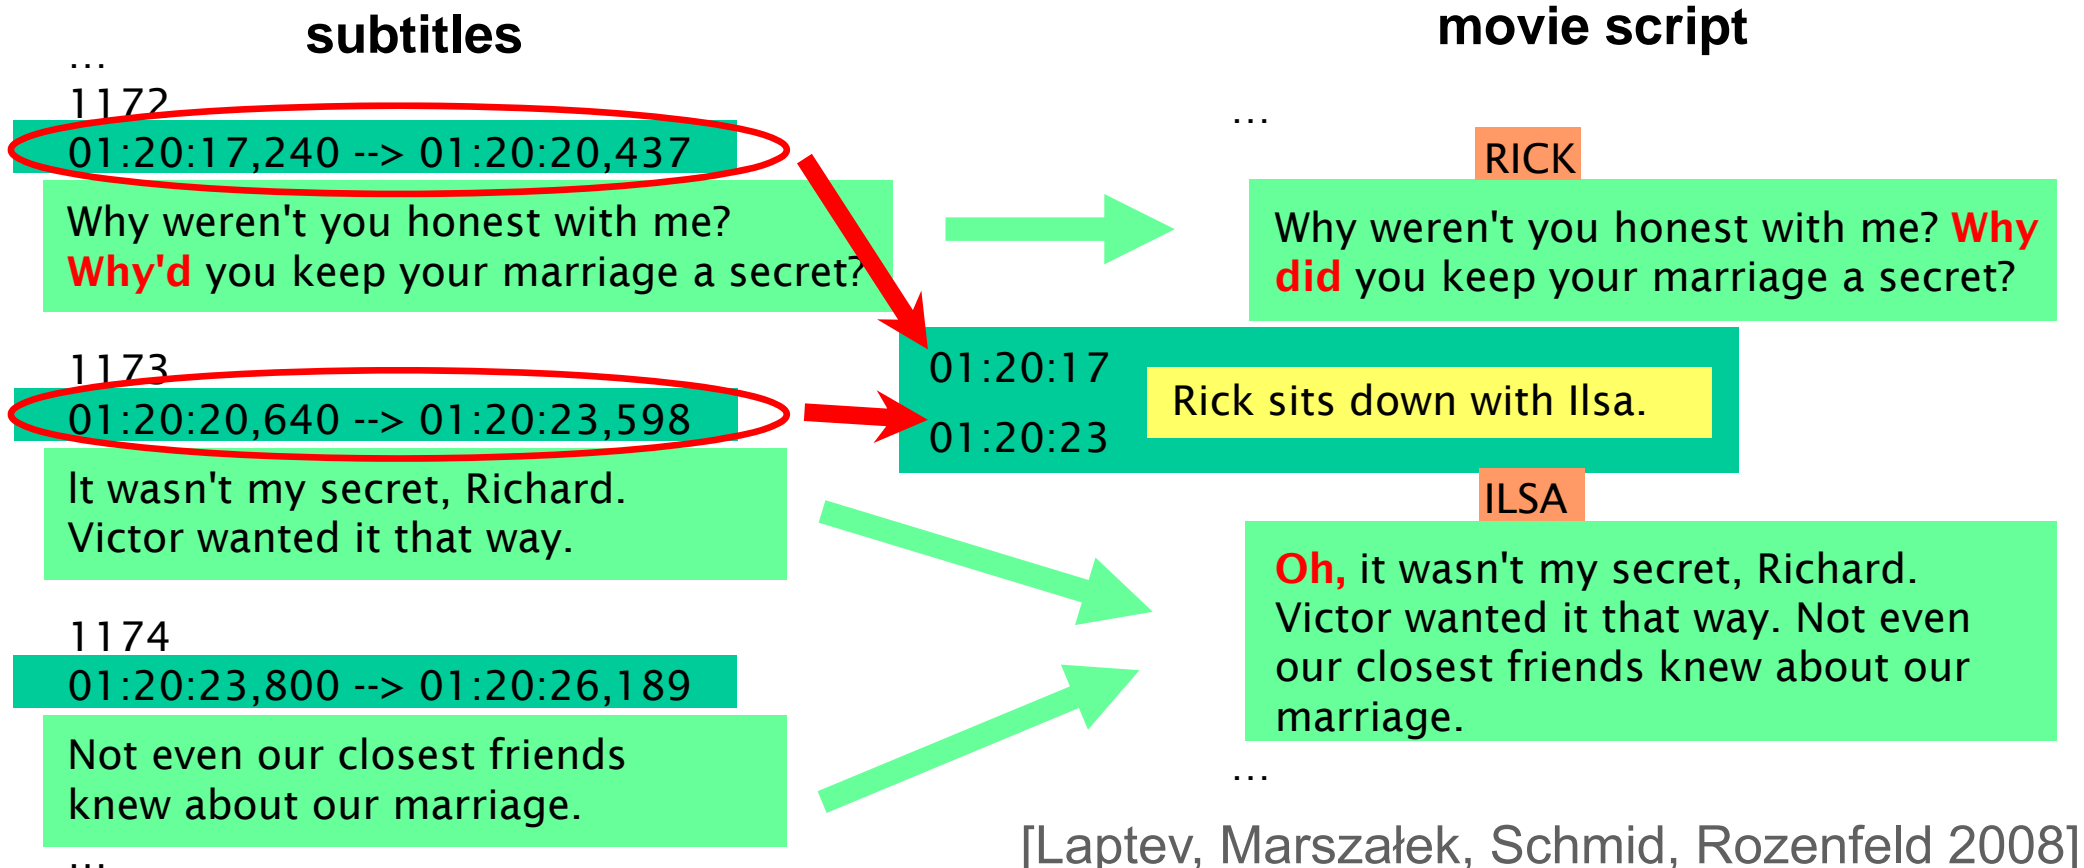 subtitles
…
1172
01:20:17,240 --> 01:20:20,437
Why weren't you honest with me?
Why'd you keep your marriage a secret?
1173
01:20:20,640 --> 01:20:23,598
It wasn't my secret, Richard.
Victor wanted it that way.
1174
01:20:23,800 --> 01:20:26,189
Not even our closest friends
knew about our marriage.
…
movie script
…
RICK
Why weren't you honest with me? Why
did you keep your marriage a secret?
01:20:17
Rick sits down with Ilsa.
01:20:23
ILSA
Oh, it wasn't my secret, Richard.
Victor wanted it that way. Not even
our closest friends knew about our
marriage.
…
[Laptev, Marszałek, Schmid, Rozenfeld 2008]